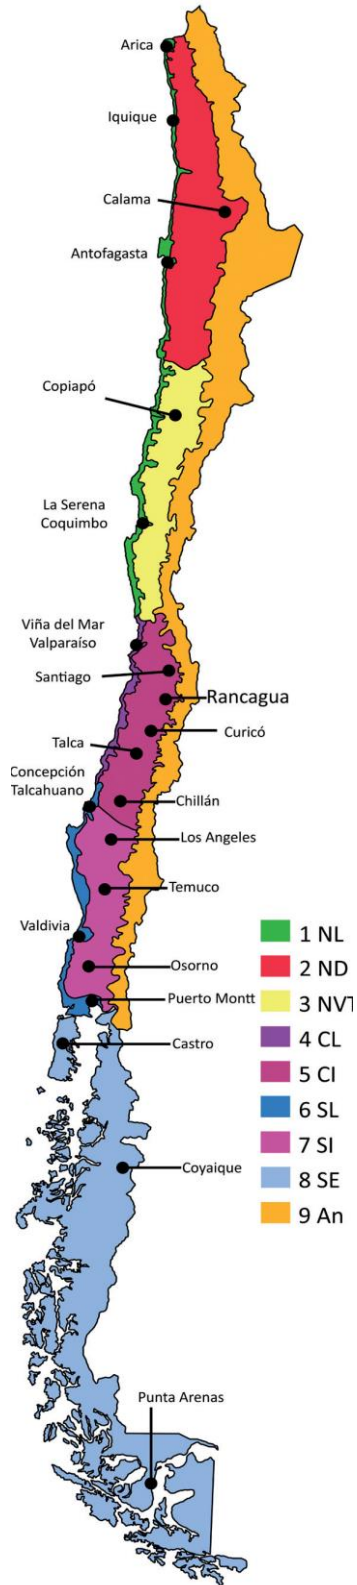 Arica
Iquique
Calama
Antofagasta
Copiapó
La Serena
Coquimbo
Viña del Mar
Valparaíso
Santiago
Rancagua
Curicó
Talca
Concepción
Talcahuano
Chillán
Los Angeles
Temuco
Valdivia
Osorno
Puerto Montt
Castro
Coyaique
Punta Arenas
1 NL
2 ND
3 NVT
4 CL
5 CI
6 SL
7 SI
8 SE
9 An